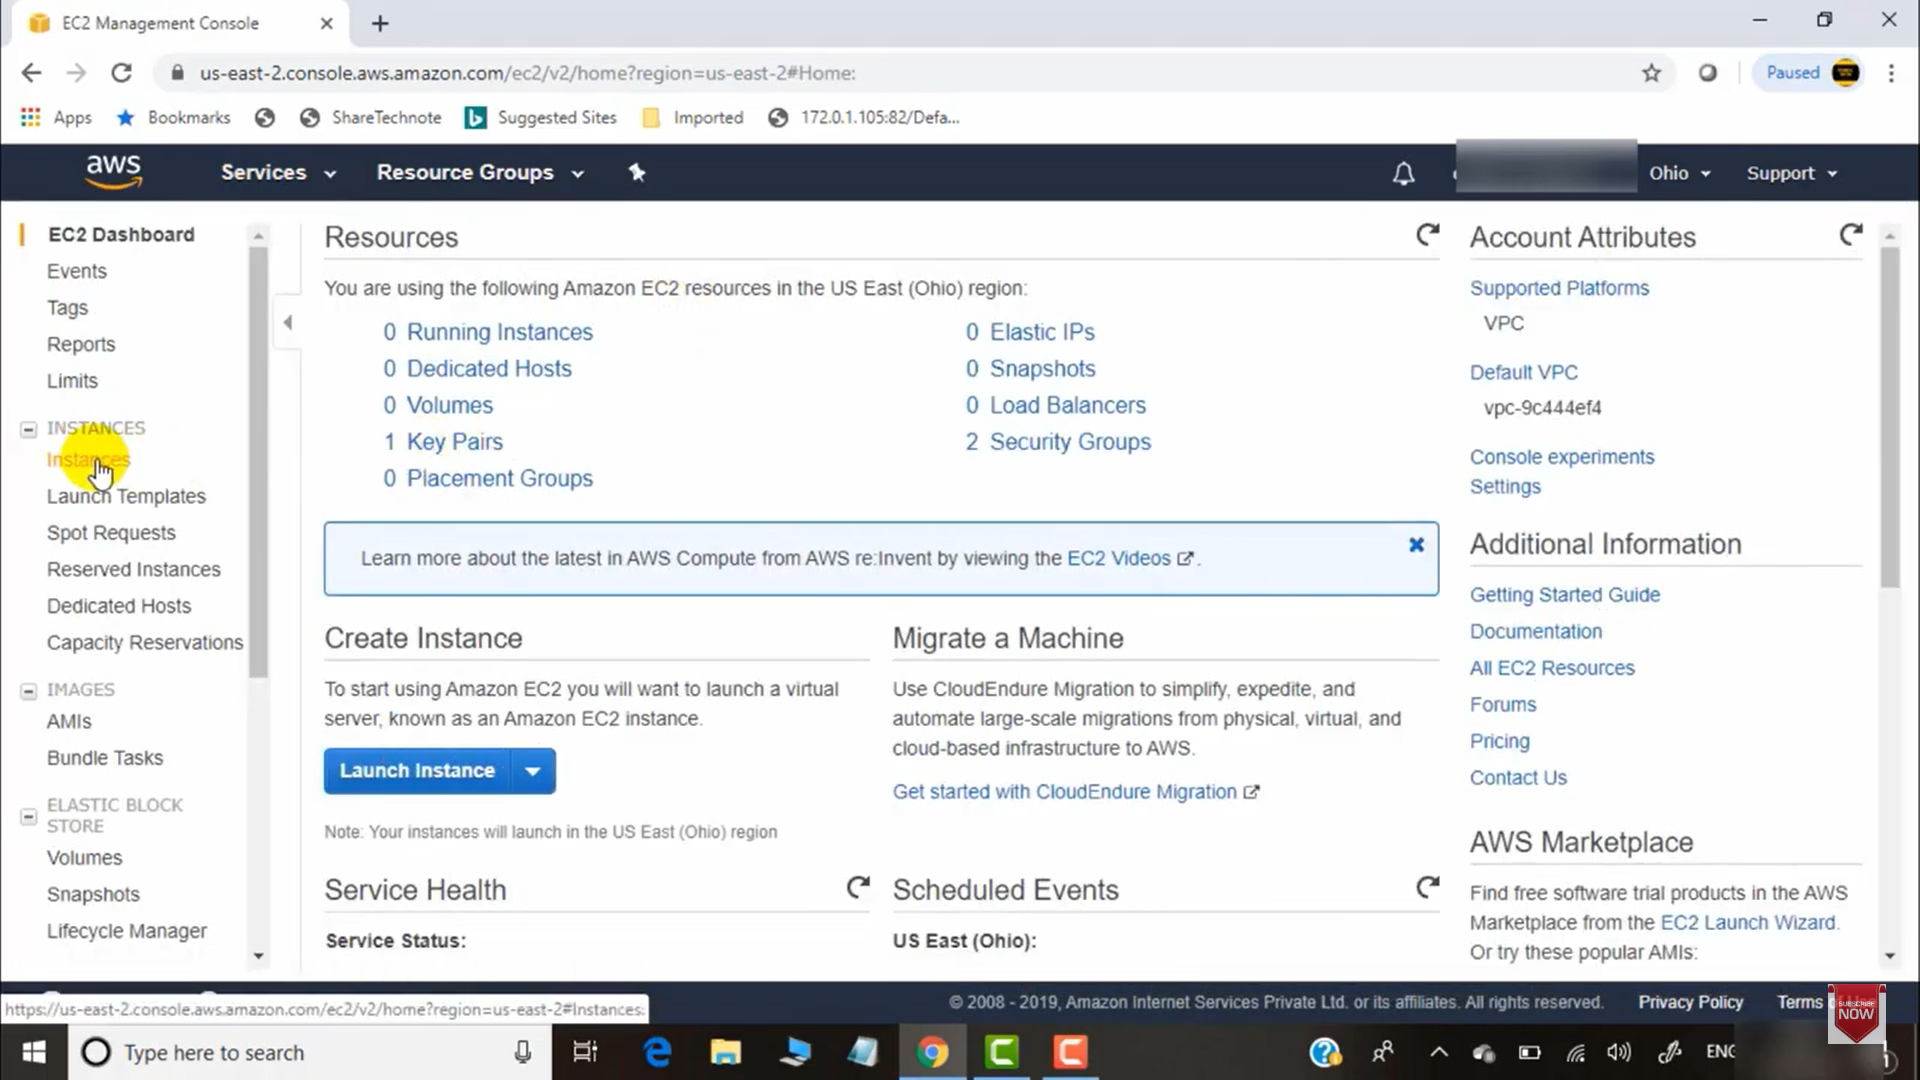 EC2 Management Console
us-east-2.console.aws.amazon.com/ec2/v2/home?region=us-east-2#Home:
Paused
Apps
Bookmarks
ShareTechnote
Suggested Sites
Imported
172.0.1.105:82/Defa...
aws
Services
Resource Groups
Ohio
Support
EC2 Dashboard
Events
Tags
Reports
Limits
INSTANCES
Instances
Launch Templates
Spot Requests
Reserved Instances
Dedicated Hosts
Capacity Reservations
IMAGES
AMIs
Bundle Tasks
ELASTIC BLOCK
STORE
Volumes
Snapshots
Lifecycle Manager
Resources
You are using the following Amazon EC2 resources in the US East (Ohio) region:
0 Running Instances
0 Elastic IPs
0 Dedicated Hosts
0 Snapshots
0 Volumes
0 Load Balancers
1 Key Pairs
2 Security Groups
0 Placement Groups
Learn more about the latest in AWS Compute from AWS re:Invent by viewing the EC2 Videos .
Create Instance
To start using Amazon EC2 you will want to launch a virtual
server, known as an Amazon EC2 instance.
Launch Instance
Note: Your instances will launch in the US East (Ohio) region
Migrate a Machine
Use CloudEndure Migration to simplify, expedite, and
automate large-scale migrations from physical, virtual, and
cloud-based infrastructure to AWS.
Get started with CloudEndure Migration
Service Health
Service Status:
Scheduled Events
US East (Ohio):
Account Attributes
Supported Platforms
VPC
Default VPC
vpc-9c444ef4
Console experiments
Settings
Additional Information
Getting Started Guide
Documentation
All EC2 Resources
Forums
Pricing
Contact Us
AWS Marketplace
Find free software trial products in the AWS
Marketplace from the EC2 Launch Wizard.
Or try these popular AMIs:
https://us-east-2.console.aws.amazon.com/ec2/v2/home?region=us-east-2#Instances:
© 2008 - 2019, Amazon Internet Services Private Ltd. or its affiliates. All rights reserved.
Privacy Policy
Terms
SUBSCRIBE
NOW
Type here to search
ENG